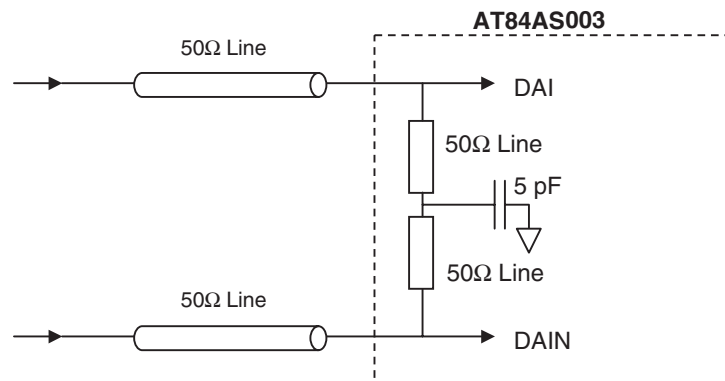 AT84AS003
50Ω Line
DAI
50Ω Line
5 pF
50Ω Line
50Ω Line
DAIN